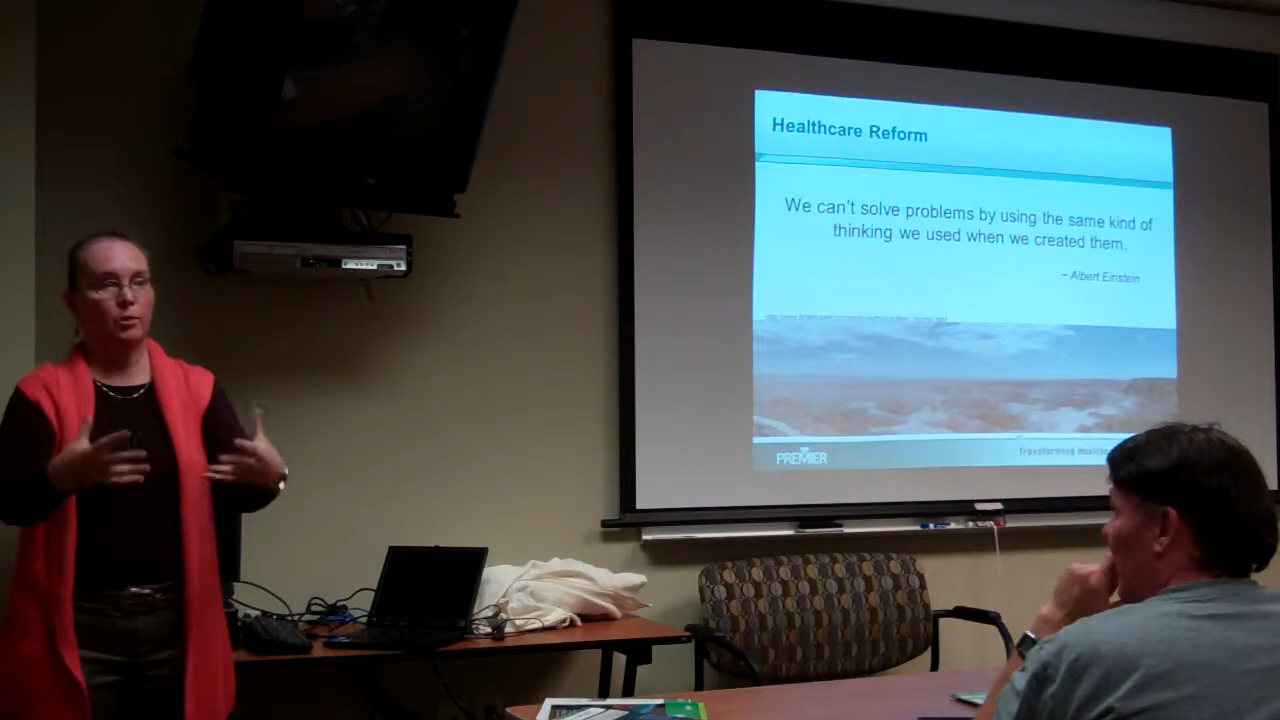 Healthcare Reform
We can't solve problems by using the same kind of
thinking we used when we created them.
~ Albert Einstein
PREMIER
Transforming